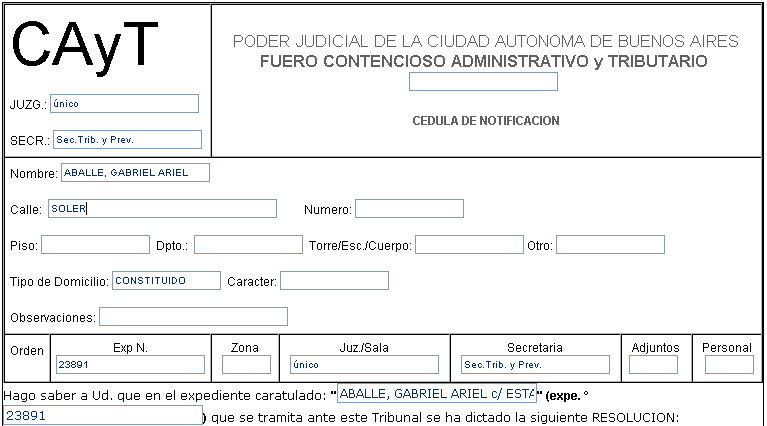 CAyT
PODER JUDICIAL DE LA CIUDAD AUTONOMA DE BUENOS AIRES
FUERO CONTENCIOSO ADMINISTRATIVO y TRIBUTARIO
JUZG.: único
CEDULA DE NOTIFICACION
SECR.: Sec.Trib. y Prev.
Nombre: ABALLE, GABRIEL ARIEL
Calle: SOLER Numero:
Piso: Dpto.: Torre/Esc./Cuerpo: Otro:
Tipo de Domicilio: CONSTITUIDO Caracter:
Observaciones:
Orden Exp N. Zona Juz./Sala Secretaria Adjuntos Personal
23891 único Sec.Trib. y Prev.
Hago saber a Ud. que en el expediente caratulado: "ABALLE, GABRIEL ARIEL c/ ESTA" (expe. °
23891 ) que se tramita ante este Tribunal se ha dictado la siguiente RESOLUCION: